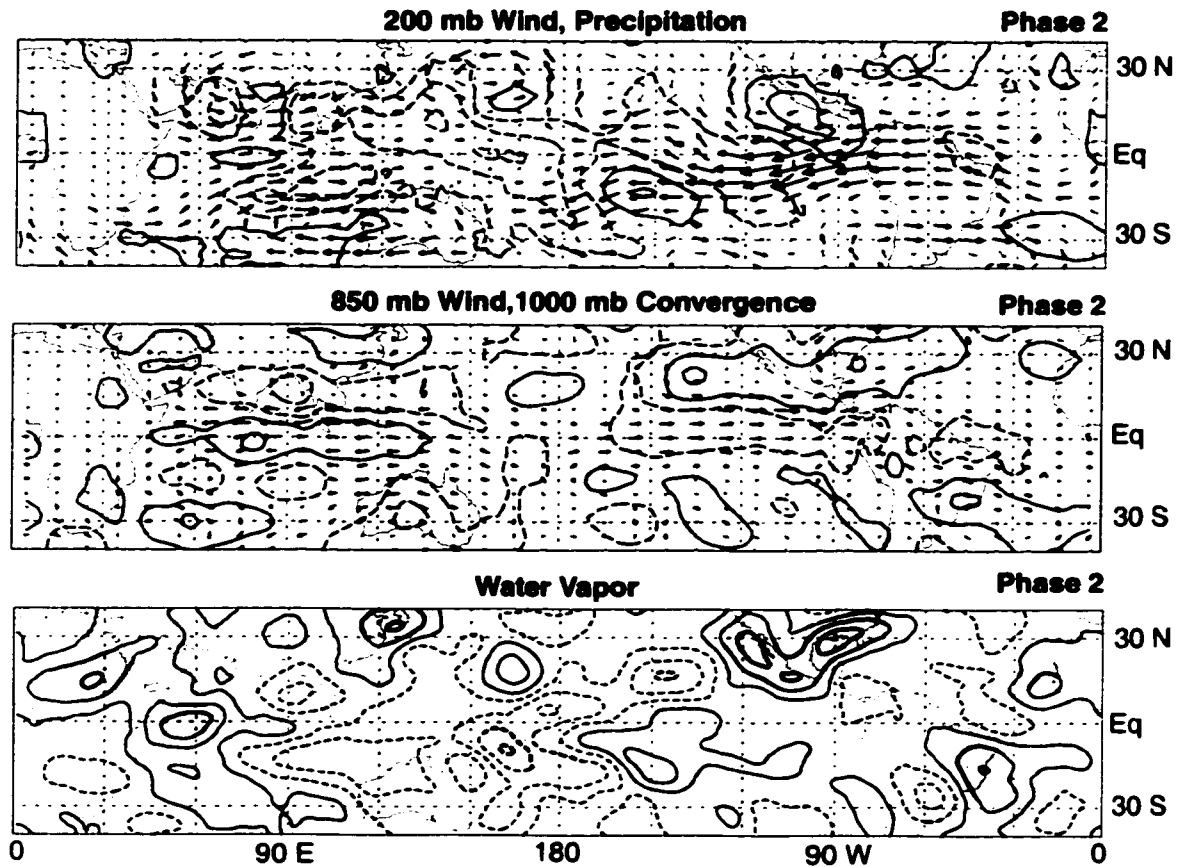 200 mb Wind, Precipitation Phase 2
30 N
Eq
30 S
850 mb Wind,1000 mb Convergence Phase 2
30 N
Eq
30 S
Water Vapor Phase 2
30 N
Eq
30 S
0 90 E 180 90 W 0